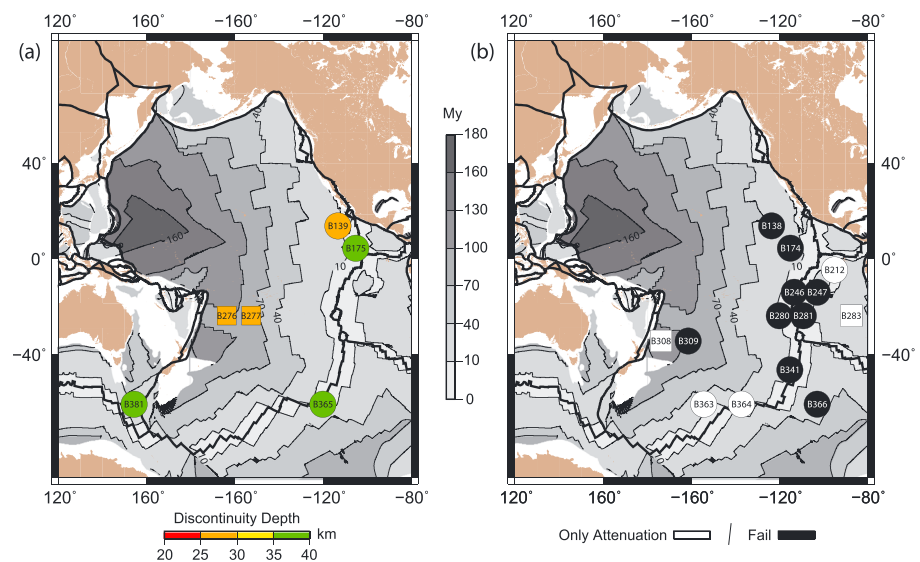 (a)
120 160 −160 −120 −80
(b)
120 160 −160 −120 −80°
My
180
160
130
100
70
40
10
0
40°
0°
−40°
40°
0°
−40°
40
160
10
70
40
B139
B175
B276
B277
B381
B365
40
160
10
70
40
B138
B174
B212
B246
B247
B280
B281
B283
B308
B309
B341
B363
B364
B366
120 160 −160 −120 −80°
120° 160 −160 −120 −80°
Discontinuity Depth
km
20 25 30 35 40
Only Attenuation / Fail